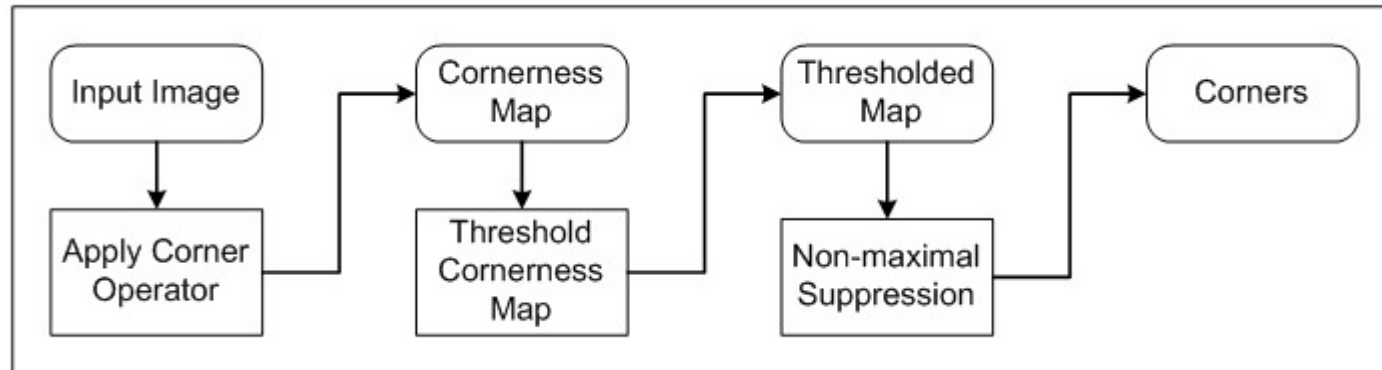 Input Image
Apply Corner
Operator
Cornerness
Map
Threshold
Cornerness
Map
Thresholded
Map
Non-maximal
Suppression
Corners